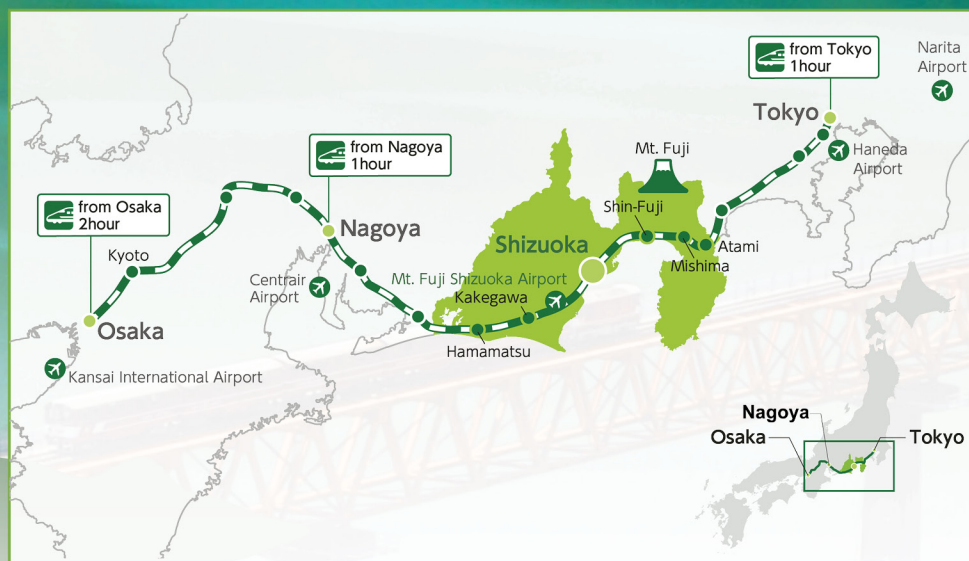 from Tokyo
1hour
Narita
Airport
Tokyo
Haneda
Airport
from Nagoya
1hour
Mt. Fuji
from Osaka
2hour
Shin-Fuji
Nagoya
Shizuoka
Atami
Kyoto
Mishima
Centrair
Airport
Mt. Fuji Shizuoka Airport
Kakegawa
Osaka
Hamamatsu
Kansai International Airport
Nagoya
Osaka
Tokyo